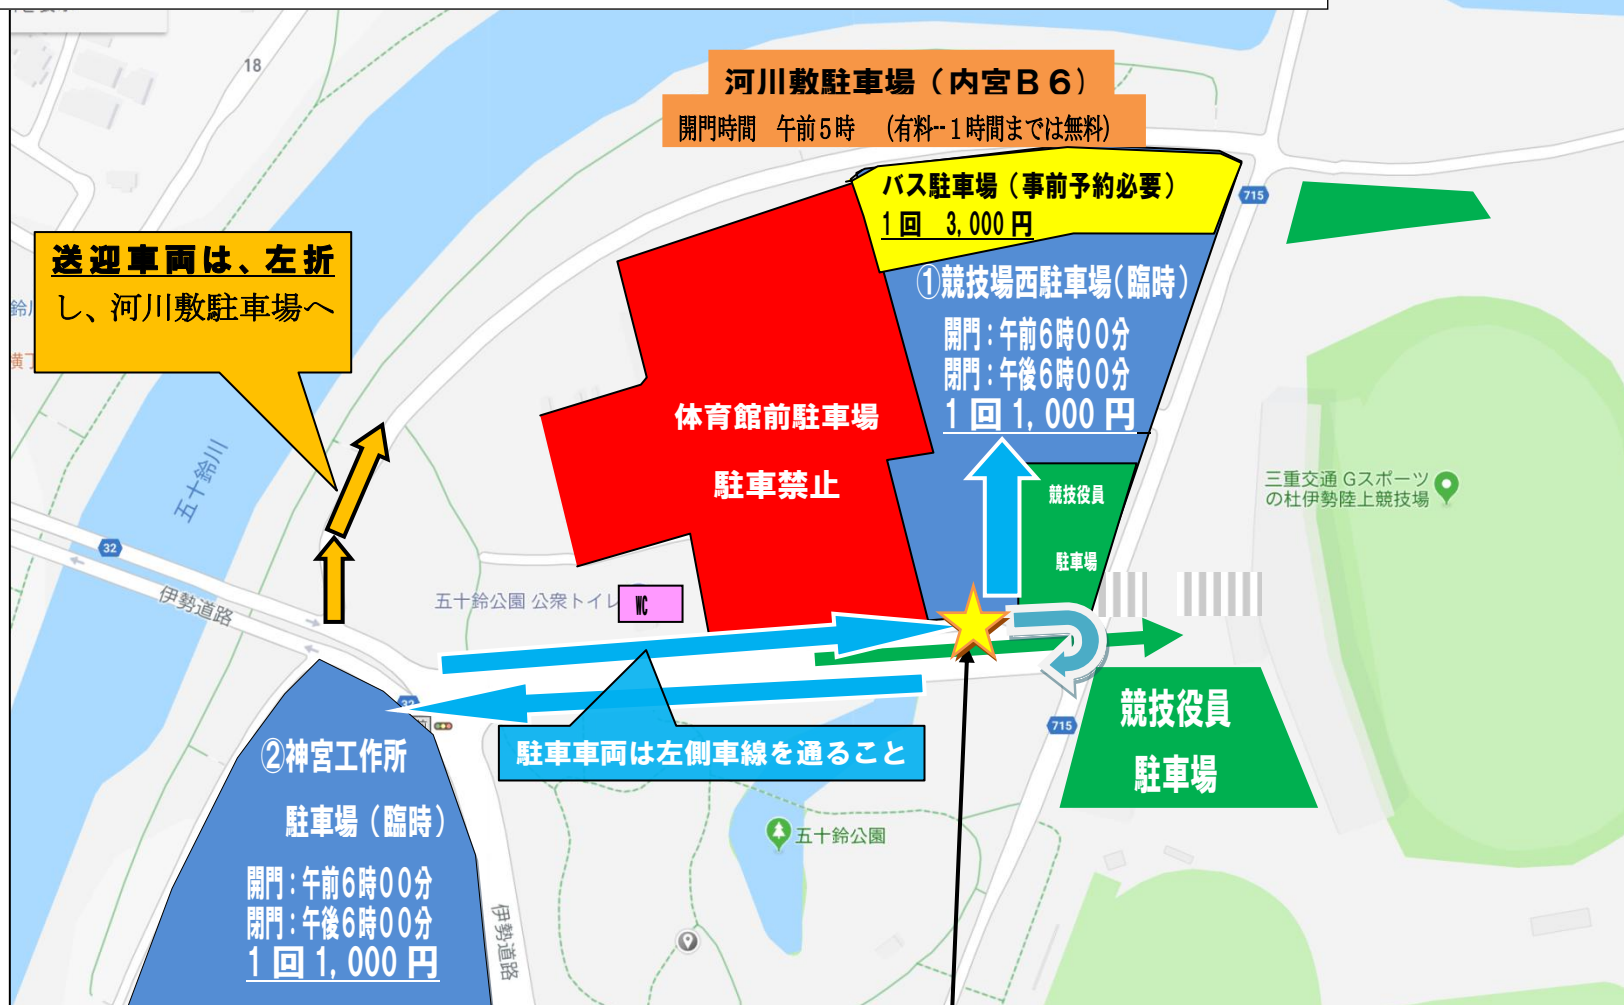 18
河川敷駐車場（内宮Ｂ６）
開門時間　午前５時　（有料--１時間までは無料）
バス駐車場（事前予約必要）
１回　３,０００円
715
送迎車両は、左折
し、河川敷駐車場へ
①競技場西駐車場（臨時）
開門：午前６時００分
閉門：午後６時００分
１回１,０００円
体育館前駐車場
駐車禁止
競技役員
駐車場
三重交通 Gスポーツ
の杜伊勢陸上競技場
五十鈴川
32
伊勢道路
五十鈴公園 公衆トイレ
WC
駐車車両は左側車線を通ること
715
競技役員
駐車場
②神宮工作所
駐車場（臨時）
開門：午前６時００分
閉門：午後６時００分
１回１,０００円
五十鈴公園
伊勢道路